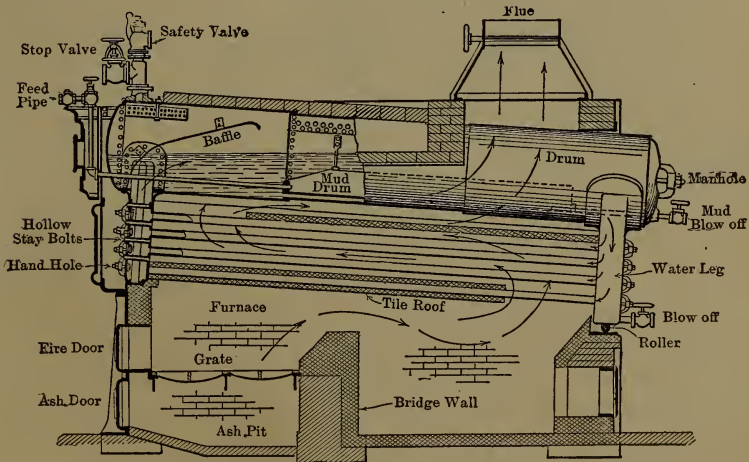 Flue
Safety Valve
Stop Valve
Feed
Pipe
Baffle
Drum
Mud
Drum
Manhole
Mud
Blow off
Hollow
Stay Bolts
Hand Hole
Water Leg
Furnace
Tile Roof
Blow off
Roller
Fire Door
Grate
Ash Door
Bridge Wall
Ash Pit